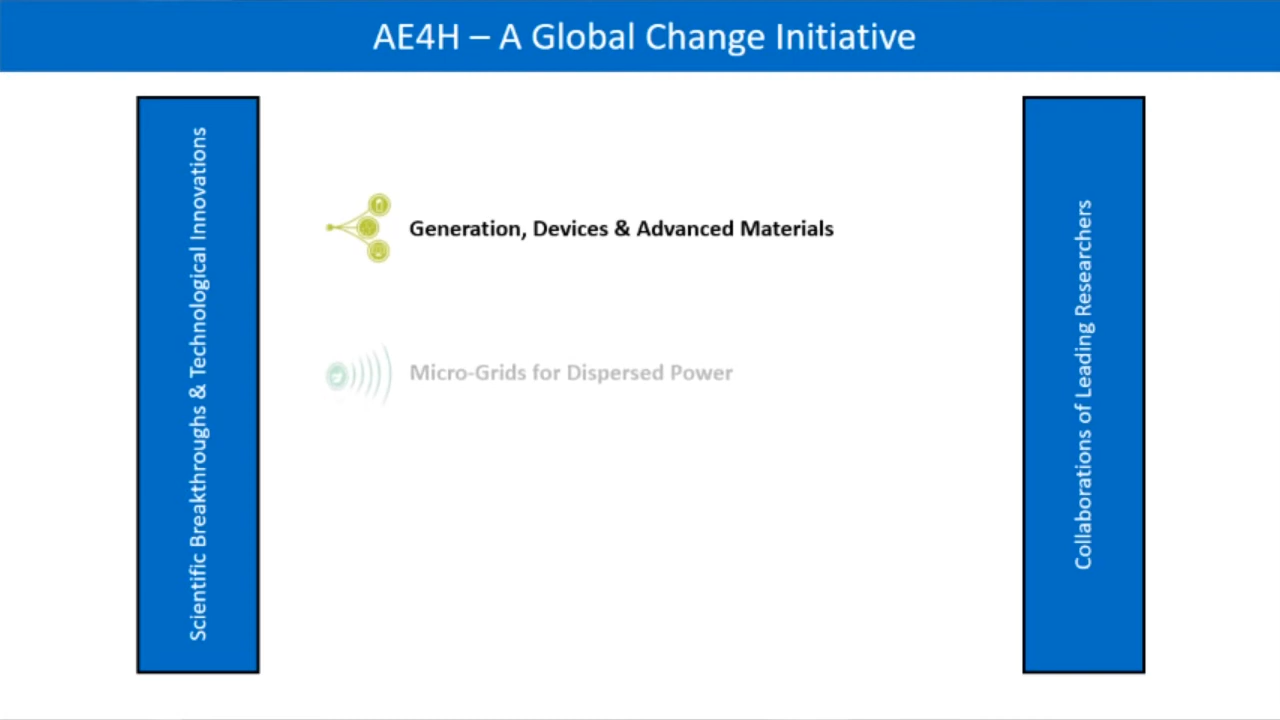 AE4H – A Global Change Initiative
Scientific Breakthroughs & Technological Innovations
Generation, Devices & Advanced Materials
Micro-Grids for Dispersed Power
Collaborations of Leading Researchers